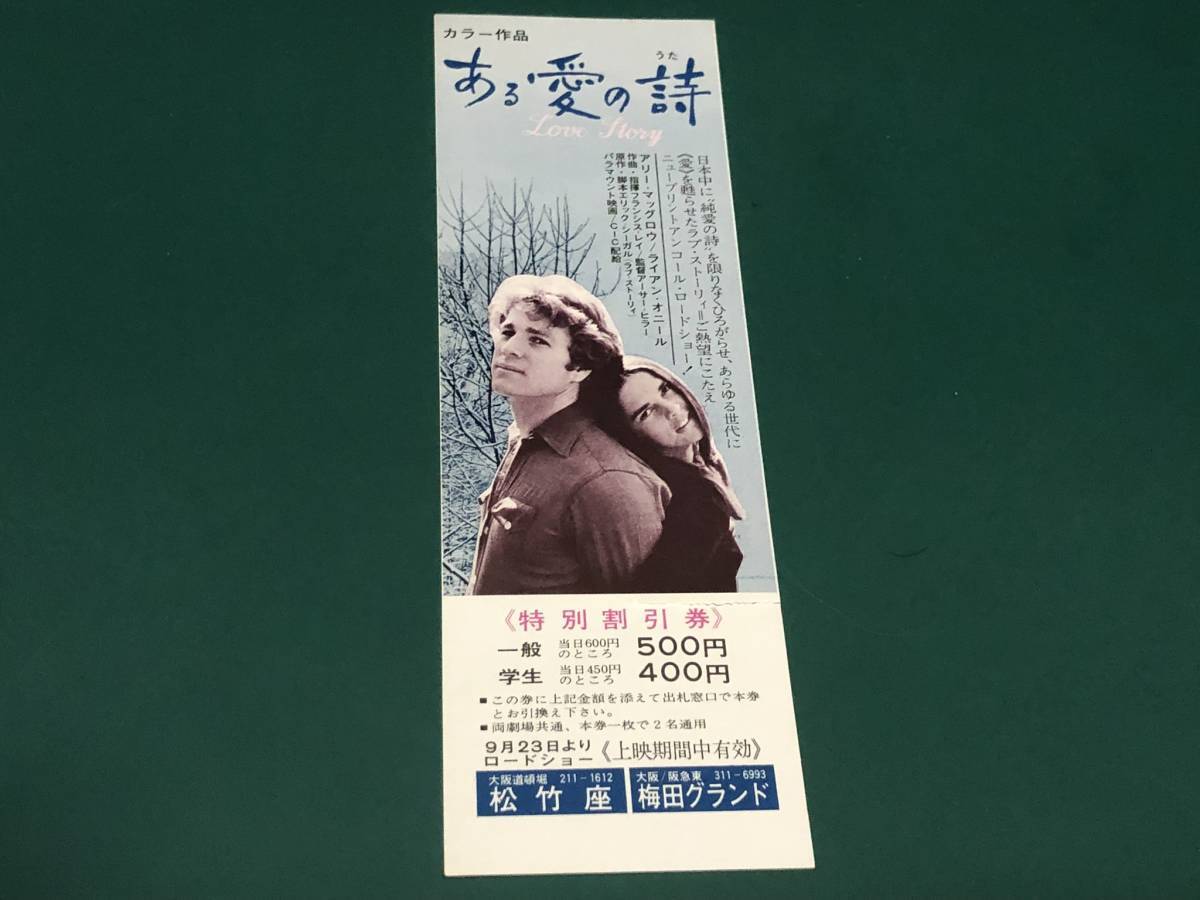 カラー作品
うた
ある愛の詩
Love Story
日本中に“純愛の詩”を限りなくひろがらせ、あらゆる世代に
《愛》を甦らせたラブ・ストーリィ=ご熱望にこたえ
ニュープリントアンコール・ロードショー!
アリー・マッグロウ/ライアン・オニール
作曲・指揮フランシス・レイ/監督アーサー・ヒラー
原作・脚本エリック・シーガル(ラブ・ストーリィ)
パラマウント映画/CIC配給
《特別割引券》
一般 当日600円のところ 500円
学生 当日450円のところ 400円
■この券に上記金額を添えて出札窓口で本券
とお引換え下さい。
■両劇場共通、本券一枚で2名通用
9月23日より
ロードショー《上映期間中有効》
大阪道頓堀 211-1612
松竹座
大阪/阪急東 311-6993
梅田グランド